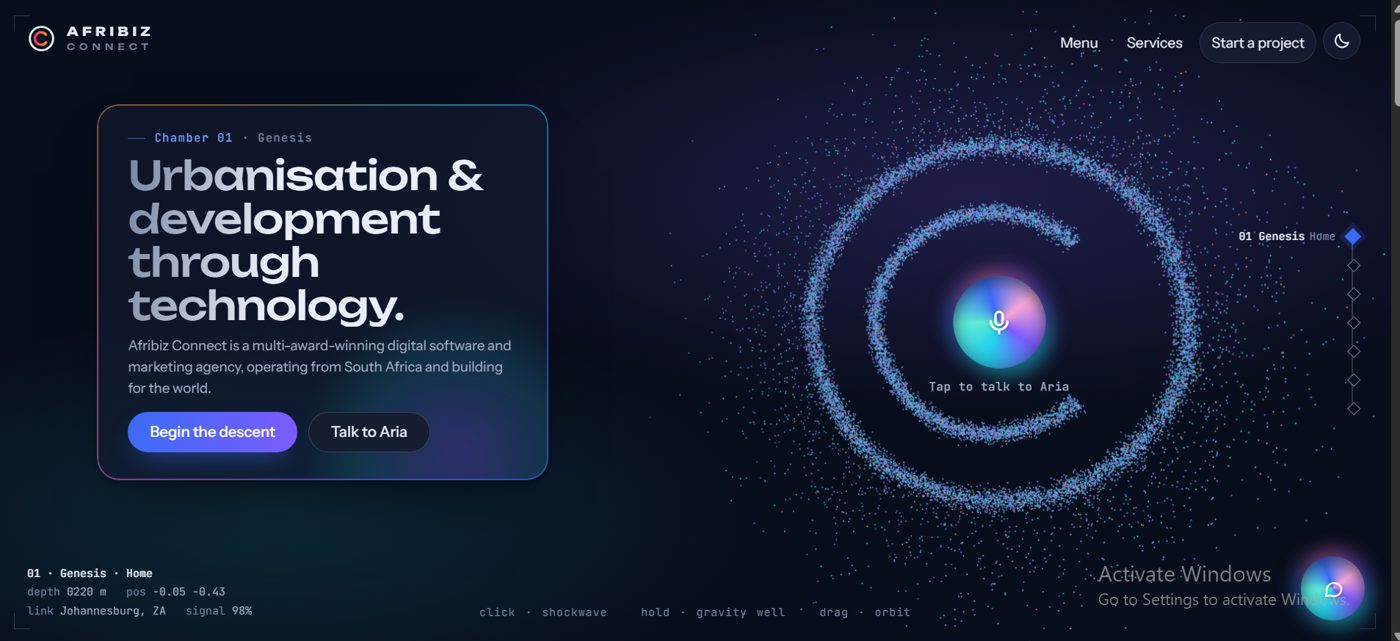 AFRIBIZ
CONNECT
Menu Services Start a project
Chamber 01 · Genesis
Urbanisation &
development
through
technology.
Afribiz Connect is a multi-award-winning digital software and
marketing agency, operating from South Africa and building
for the world.
Begin the descent Talk to Aria
Tap to talk to Aria
01 Genesis Home
01 · Genesis · Home
depth 0220 m pos -0.05 -0.43
link Johannesburg, ZA signal 98%
click · shockwave hold · gravity well drag · orbit
Activate Windows
Go to Settings to activate Windows.